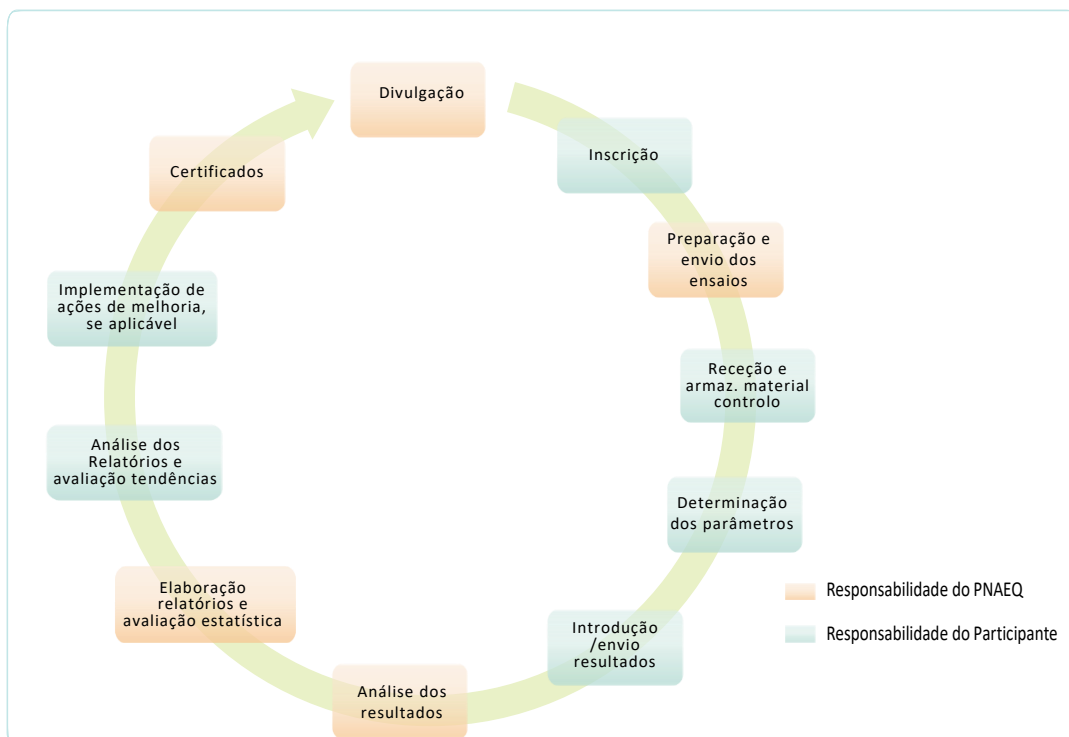 Divulgação
Inscrição
Preparação e
envio dos
ensaios
Receção e
armaz. material
controlo
Determinação
dos parâmetros
Introdução
/envio
resultados
Análise dos
resultados
Elaboração
relatórios e
avaliação estatística
Análise dos
Relatórios e
avaliação tendências
Implementação de
ações de melhoria,
se aplicável
Certificados
Responsabilidade do PNAEQ
Responsabilidade do Participante